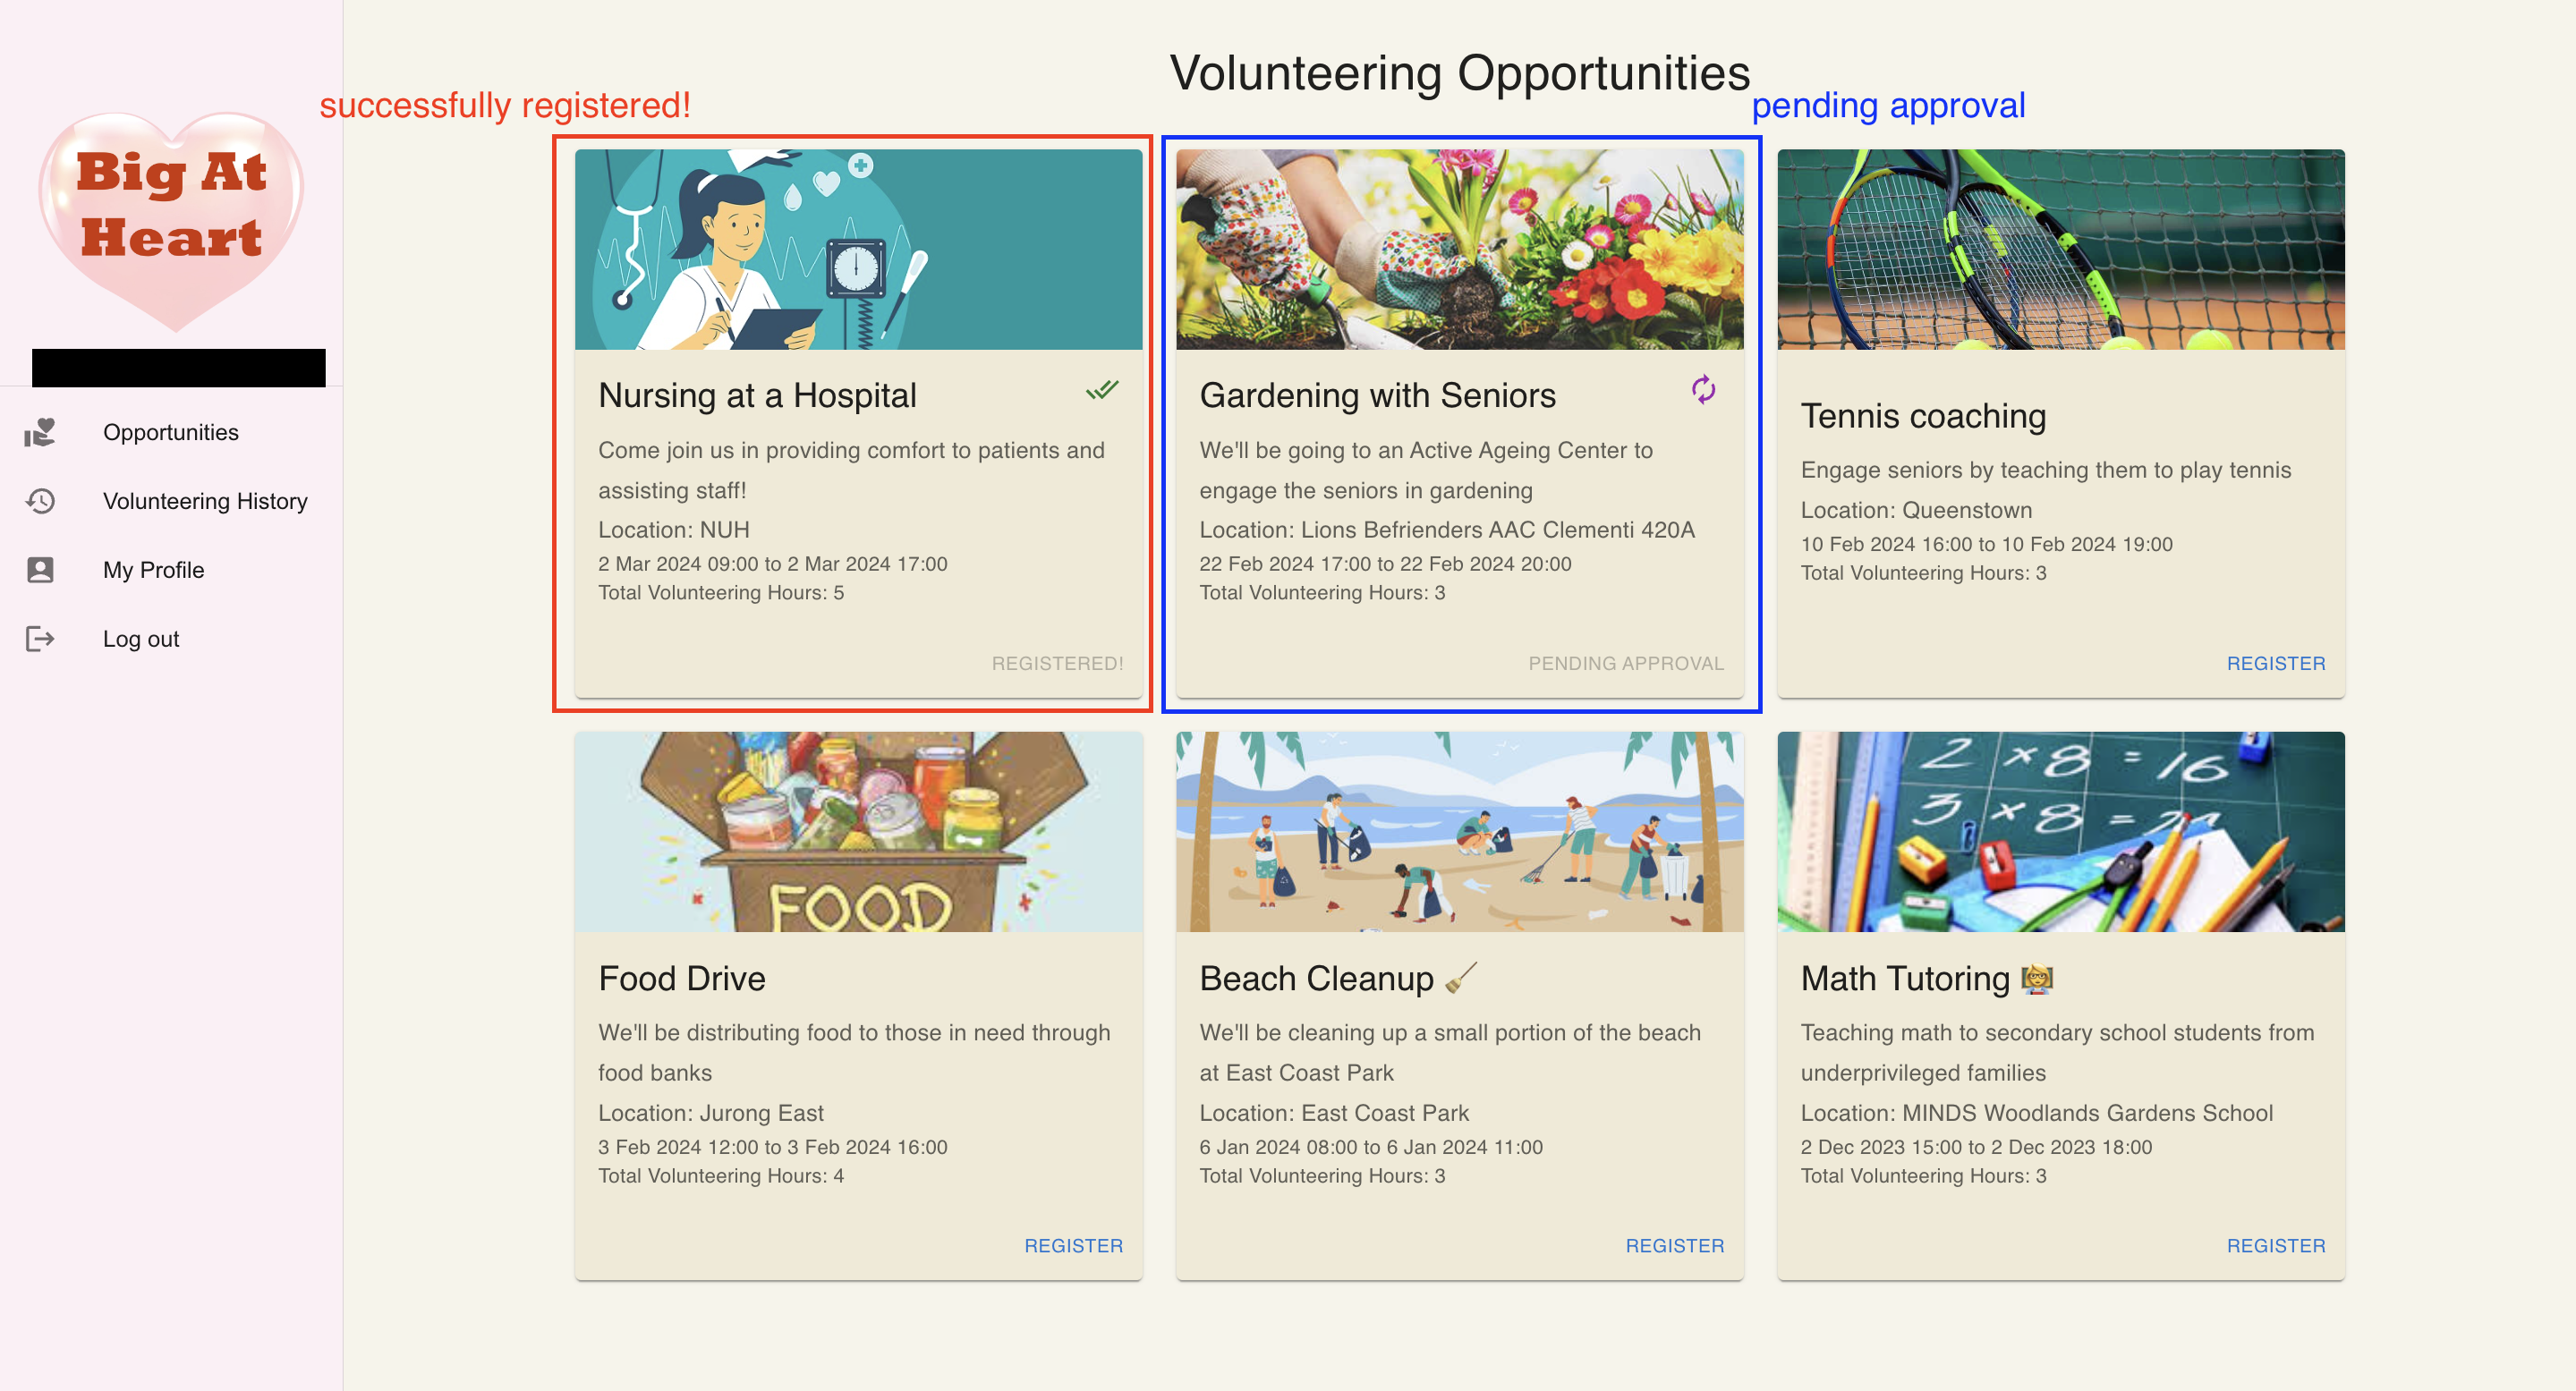 Volunteering Opportunities
successfully registered!
pending approval
Big At
Heart
Opportunities
Volunteering History
My Profile
Log out
Nursing at a Hospital
Come join us in providing comfort to patients and
assisting staff!
Location: NUH
2 Mar 2024 09:00 to 2 Mar 2024 17:00
Total Volunteering Hours: 5
REGISTERED!
Gardening with Seniors
We'll be going to an Active Ageing Center to
engage the seniors in gardening
Location: Lions Befrienders AAC Clementi 420A
22 Feb 2024 17:00 to 22 Feb 2024 20:00
Total Volunteering Hours: 3
PENDING APPROVAL
Tennis coaching
Engage seniors by teaching them to play tennis
Location: Queenstown
10 Feb 2024 16:00 to 10 Feb 2024 19:00
Total Volunteering Hours: 3
REGISTER
FOOD
Food Drive
We'll be distributing food to those in need through
food banks
Location: Jurong East
3 Feb 2024 12:00 to 3 Feb 2024 16:00
Total Volunteering Hours: 4
REGISTER
Beach Cleanup 🧹
We'll be cleaning up a small portion of the beach
at East Coast Park
Location: East Coast Park
6 Jan 2024 08:00 to 6 Jan 2024 11:00
Total Volunteering Hours: 3
REGISTER
2 × 8 = 16
3 × 8 = 24
Math Tutoring 👩‍🏫
Teaching math to secondary school students from
underprivileged families
Location: MINDS Woodlands Gardens School
2 Dec 2023 15:00 to 2 Dec 2023 18:00
Total Volunteering Hours: 3
REGISTER